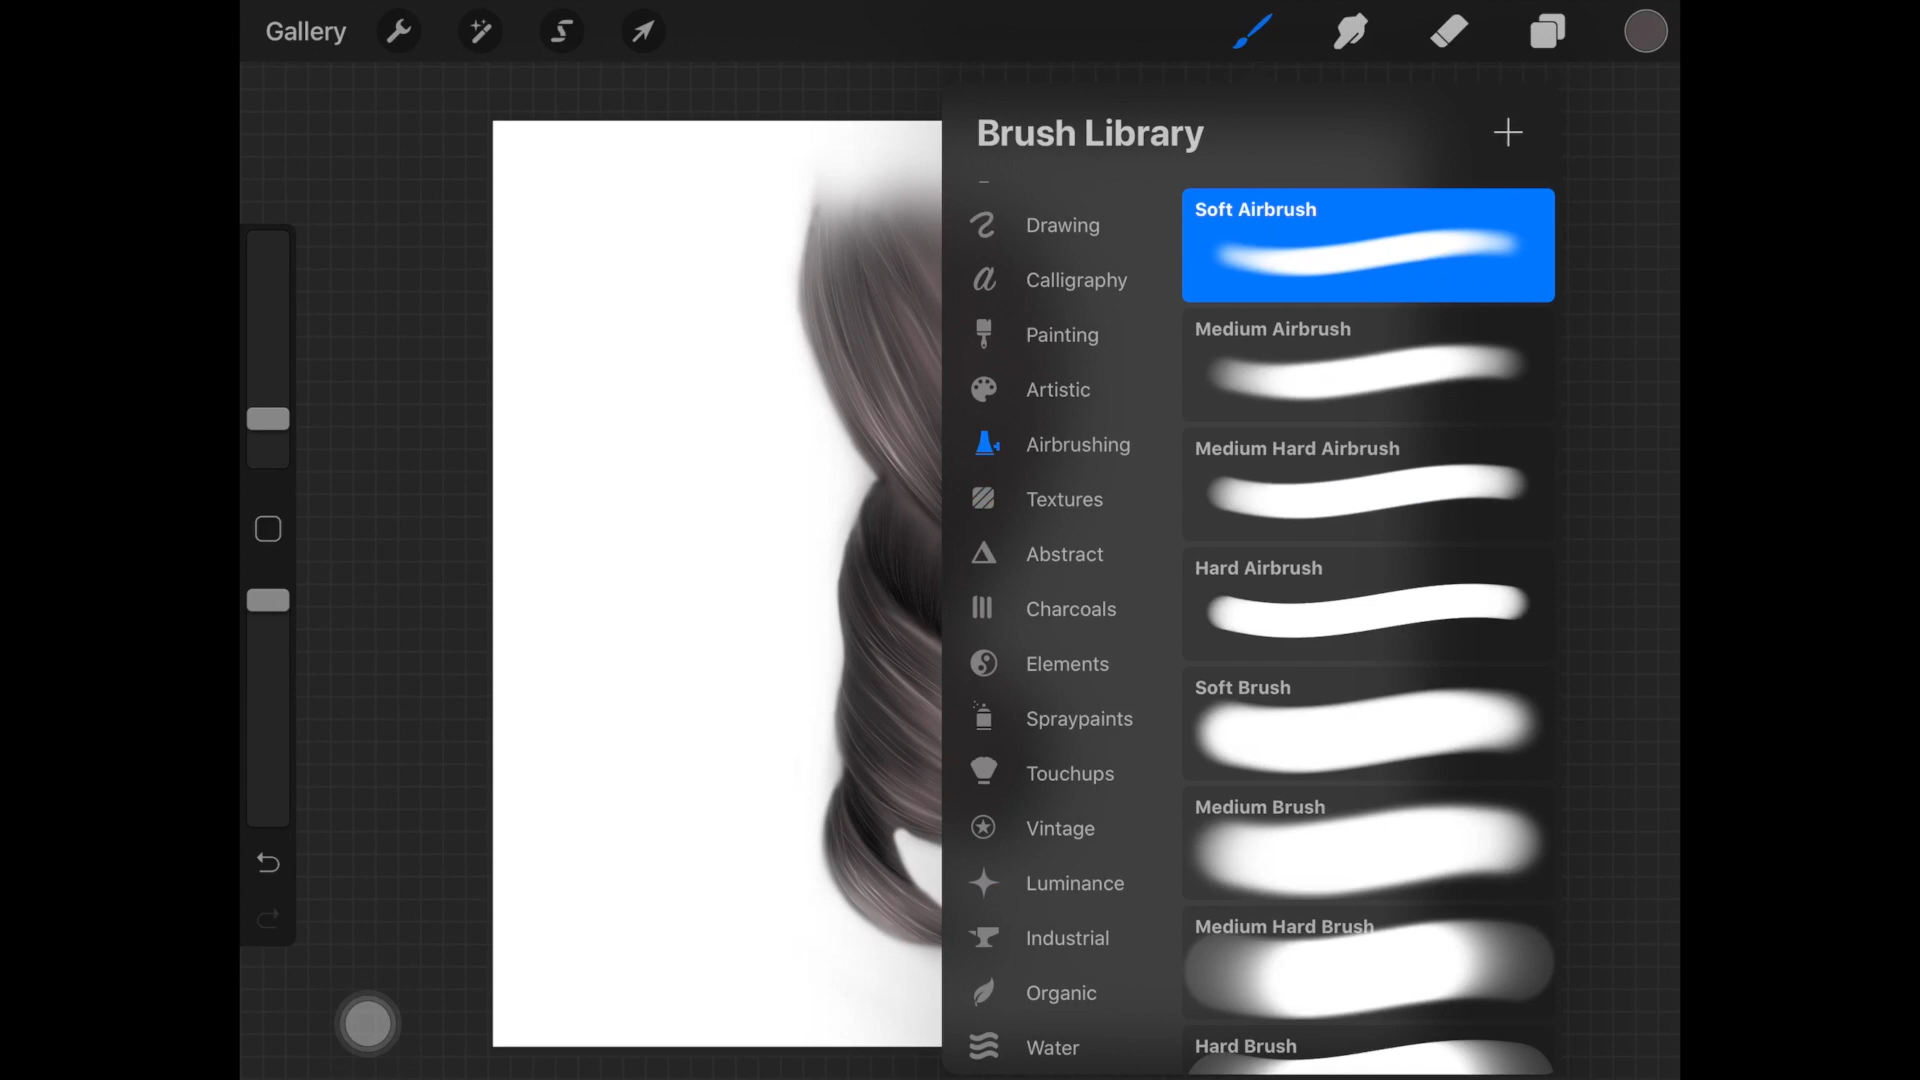 Gallery
Brush Library
Drawing
Calligraphy
Painting
Artistic
Airbrushing
Textures
Abstract
Charcoals
Elements
Spraypaints
Touchups
Vintage
Luminance
Industrial
Organic
Water
Soft Airbrush
Medium Airbrush
Medium Hard Airbrush
Hard Airbrush
Soft Brush
Medium Brush
Medium Hard Brush
Hard Brush